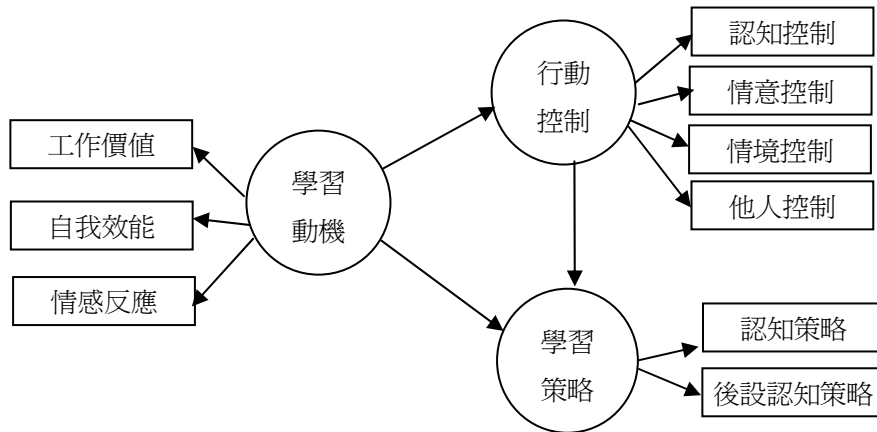 工作價值
自我效能
情感反應
學習
動機
行動
控制
認知控制
情意控制
情境控制
他人控制
學習
策略
認知策略
後設認知策略